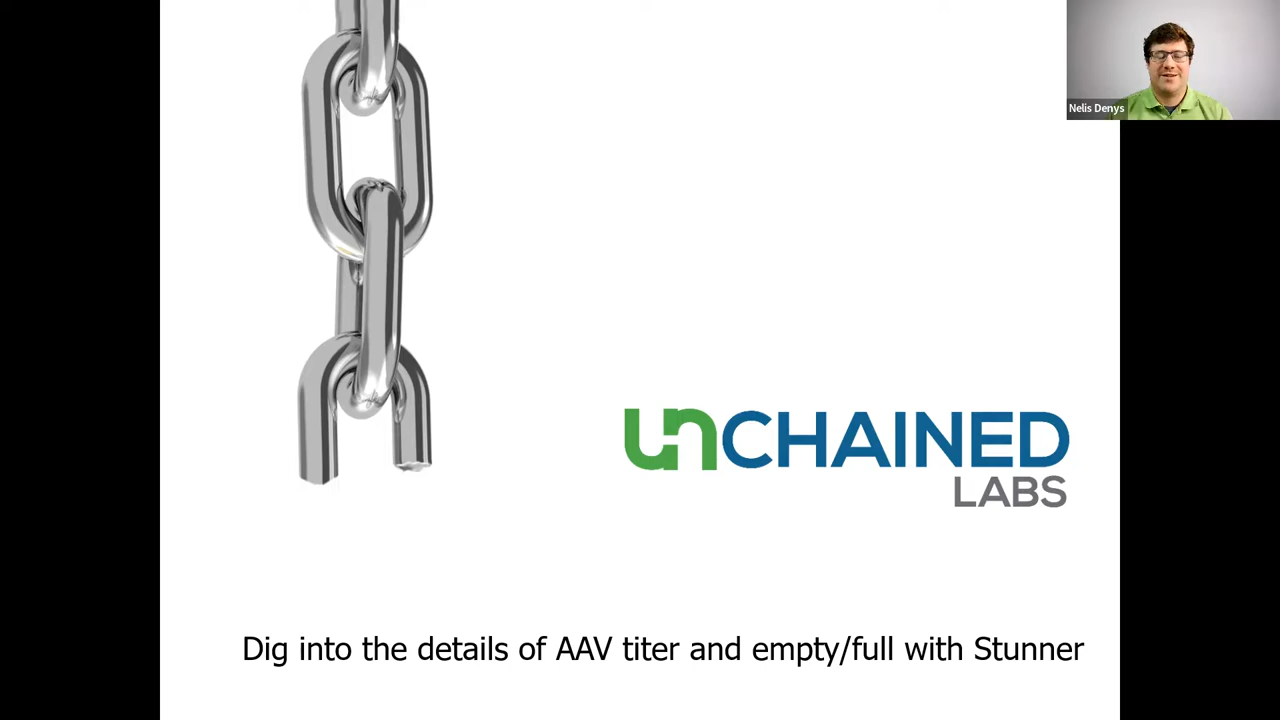 Nelis Denys
UNCHAINED
LABS
Dig into the details of AAV titer and empty/full with Stunner